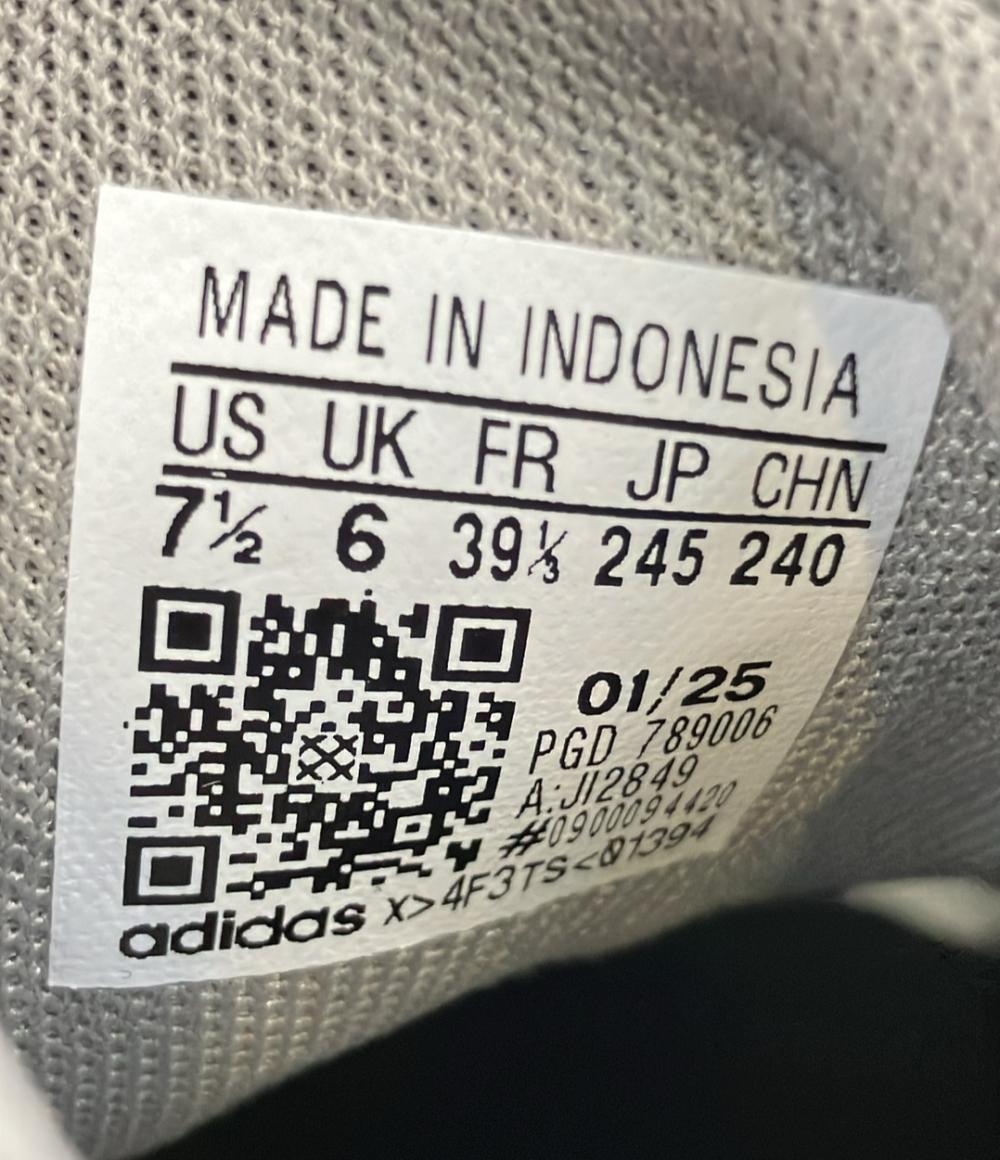 MADE IN INDONESIA
US UK FR JP CHN
7½ 6 39⅓ 245 240
01/25
PGD 789006
A:JI2849
#0900094420
adidas X>4F3TS<01394